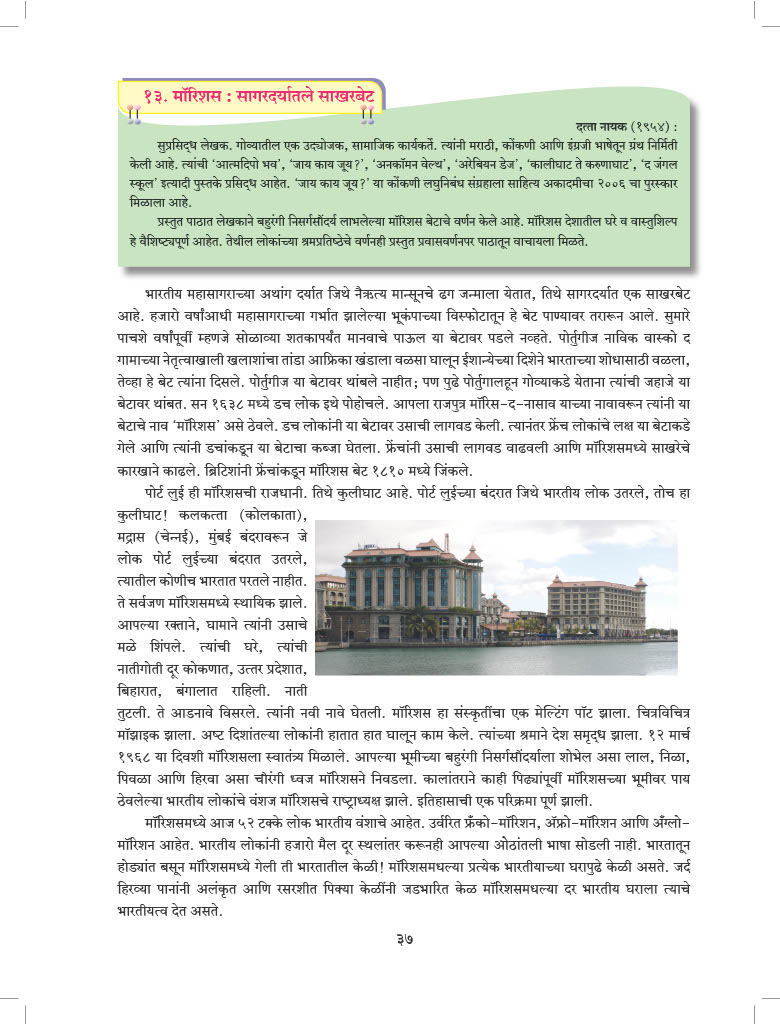 १३. मॉरिशस : सागरदर्यातले साखरबेट
दत्ता नायक (१९५४) :
सुप्रसिद्ध लेखक. गोव्यातील एक उद्योजक, सामाजिक कार्यकर्ते. त्यांनी मराठी, कोंकणी आणि इंग्रजी भाषेतून ग्रंथ निर्मिती
केली आहे. त्यांची ‘आत्मदिपो भव’, ‘जाय काय जूय?’, ‘अनकॉमन वेल्थ’, ‘अरेबियन डेज’, ‘कालीघाट ते करुणाघाट’, ‘द जंगल
स्कूल’ इत्यादी पुस्तके प्रसिद्ध आहेत. ‘जाय काय जूय?’ या कोंकणी लघुनिबंध संग्रहाला साहित्य अकादमीचा २००६ चा पुरस्कार
मिळाला आहे.
प्रस्तुत पाठात लेखकाने बहुरंगी निसर्गसौंदर्य लाभलेल्या मॉरिशस बेटाचे वर्णन केले आहे. मॉरिशस देशातील घरे व वास्तुशिल्प
हे वैशिष्ट्यपूर्ण आहेत. तेथील लोकांच्या श्रमप्रतिष्ठेचे वर्णनही प्रस्तुत प्रवासवर्णनपर पाठातून वाचायला मिळते.
भारतीय महासागराच्या अथांग दर्यात जिथे नैऋत्य मान्सूनचे ढग जन्माला येतात, तिथे सागरदर्यात एक साखरबेट
आहे. हजारो वर्षांआधी महासागराच्या गर्भात झालेल्या भूकंपाच्या विस्फोटातून हे बेट पाण्यावर तरारून आले. सुमारे
पाचशे वर्षांपूर्वी म्हणजे सोळाव्या शतकापर्यंत मानवाचे पाऊल या बेटावर पडले नव्हते. पोर्तुगीज नाविक वास्को द
गामाच्या नेतृत्वाखाली खलाशांचा तांडा आफ्रिका खंडाला वळसा घालून ईशान्येच्या दिशेने भारताच्या शोधासाठी वळला,
तेव्हा हे बेट त्यांना दिसले. पोर्तुगीज या बेटावर थांबले नाहीत; पण पुढे पोर्तुगालहून गोव्याकडे येताना त्यांची जहाजे या
बेटावर थांबत. सन १६३८ मध्ये डच लोक इथे पोहोचले. आपला राजपुत्र मॉरिस-द-नासाव याच्या नावावरून त्यांनी या
बेटाचे नाव ‘मॉरिशस’ असे ठेवले. डच लोकांनी या बेटावर उसाची लागवड केली. त्यानंतर फ्रेंच लोकांचे लक्ष या बेटाकडे
गेले आणि त्यांनी डचांकडून या बेटाचा कब्जा घेतला. फ्रेंचांनी उसाची लागवड वाढवली आणि मॉरिशसमध्ये साखरेचे
कारखाने काढले. ब्रिटिशांनी फ्रेंचांकडून मॉरिशस बेट १८१० मध्ये जिंकले.
पोर्ट लुई ही मॉरिशसची राजधानी. तिथे कुलीघाट आहे. पोर्ट लुईच्या बंदरात जिथे भारतीय लोक उतरले, तोच हा
कुलीघाट! कलकत्ता (कोलकाता),
मद्रास (चेन्नई), मुंबई बंदरावरून जे
लोक पोर्ट लुईच्या बंदरात उतरले,
त्यातील कोणीच भारतात परतले नाहीत.
ते सर्वजण मॉरिशसमध्ये स्थायिक झाले.
आपल्या रक्ताने, घामाने त्यांनी उसाचे
मळे शिंपले. त्यांची घरे, त्यांची
नातीगोती दूर कोकणात, उत्तर प्रदेशात,
बिहारात, बंगालात राहिली. नाती
तुटली. ते आडनावे विसरले. त्यांनी नवी नावे घेतली. मॉरिशस हा संस्कृतींचा एक मेल्टिंग पॉट झाला. चित्रविचित्र
मॉझाइक झाला. अष्ट दिशांतल्या लोकांनी हातात हात घालून काम केले. त्यांच्या श्रमाने देश समृद्ध झाला. १२ मार्च
१९६८ या दिवशी मॉरिशसला स्वातंत्र्य मिळाले. आपल्या भूमीच्या बहुरंगी निसर्गसौंदर्याला शोभेल असा लाल, निळा,
पिवळा आणि हिरवा असा चौरंगी ध्वज मॉरिशसने निवडला. कालांतराने काही पिढ्यांपूर्वी मॉरिशसच्या भूमीवर पाय
ठेवलेल्या भारतीय लोकांचे वंशज मॉरिशसचे राष्ट्राध्यक्ष झाले. इतिहासाची एक परिक्रमा पूर्ण झाली.
मॉरिशसमध्ये आज ५२ टक्के लोक भारतीय वंशाचे आहेत. उर्वरित फ्रँको-मॉरिशन, ॲफ्रो-मॉरिशन आणि अँग्लो-
मॉरिशन आहेत. भारतीय लोकांनी हजारो मैल दूर स्थलांतर करूनही आपल्या ओठांतली भाषा सोडली नाही. भारतातून
होड्यांत बसून मॉरिशसमध्ये गेली ती भारतातील केळी! मॉरिशसमधल्या प्रत्येक भारतीयाच्या घरापुढे केळी असते. जर्द
हिरव्या पानांनी अलंकृत आणि रसरशीत पिक्या केळींनी जडभारित केळ मॉरिशसमधल्या दर भारतीय घराला त्याचे
भारतीयत्व देत असते.
३७